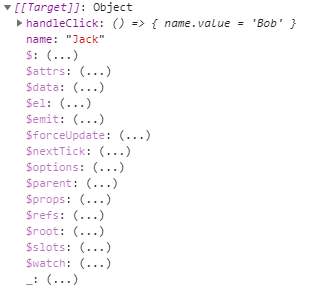 [[Target]]: Object
handleClick: () => { name.value = 'Bob' }
name: "Jack"
$: (...)
$attrs: (...)
$data: (...)
$el: (...)
$emit: (...)
$forceUpdate: (...)
$nextTick: (...)
$options: (...)
$parent: (...)
$props: (...)
$refs: (...)
$root: (...)
$slots: (...)
$watch: (...)
_: (...)